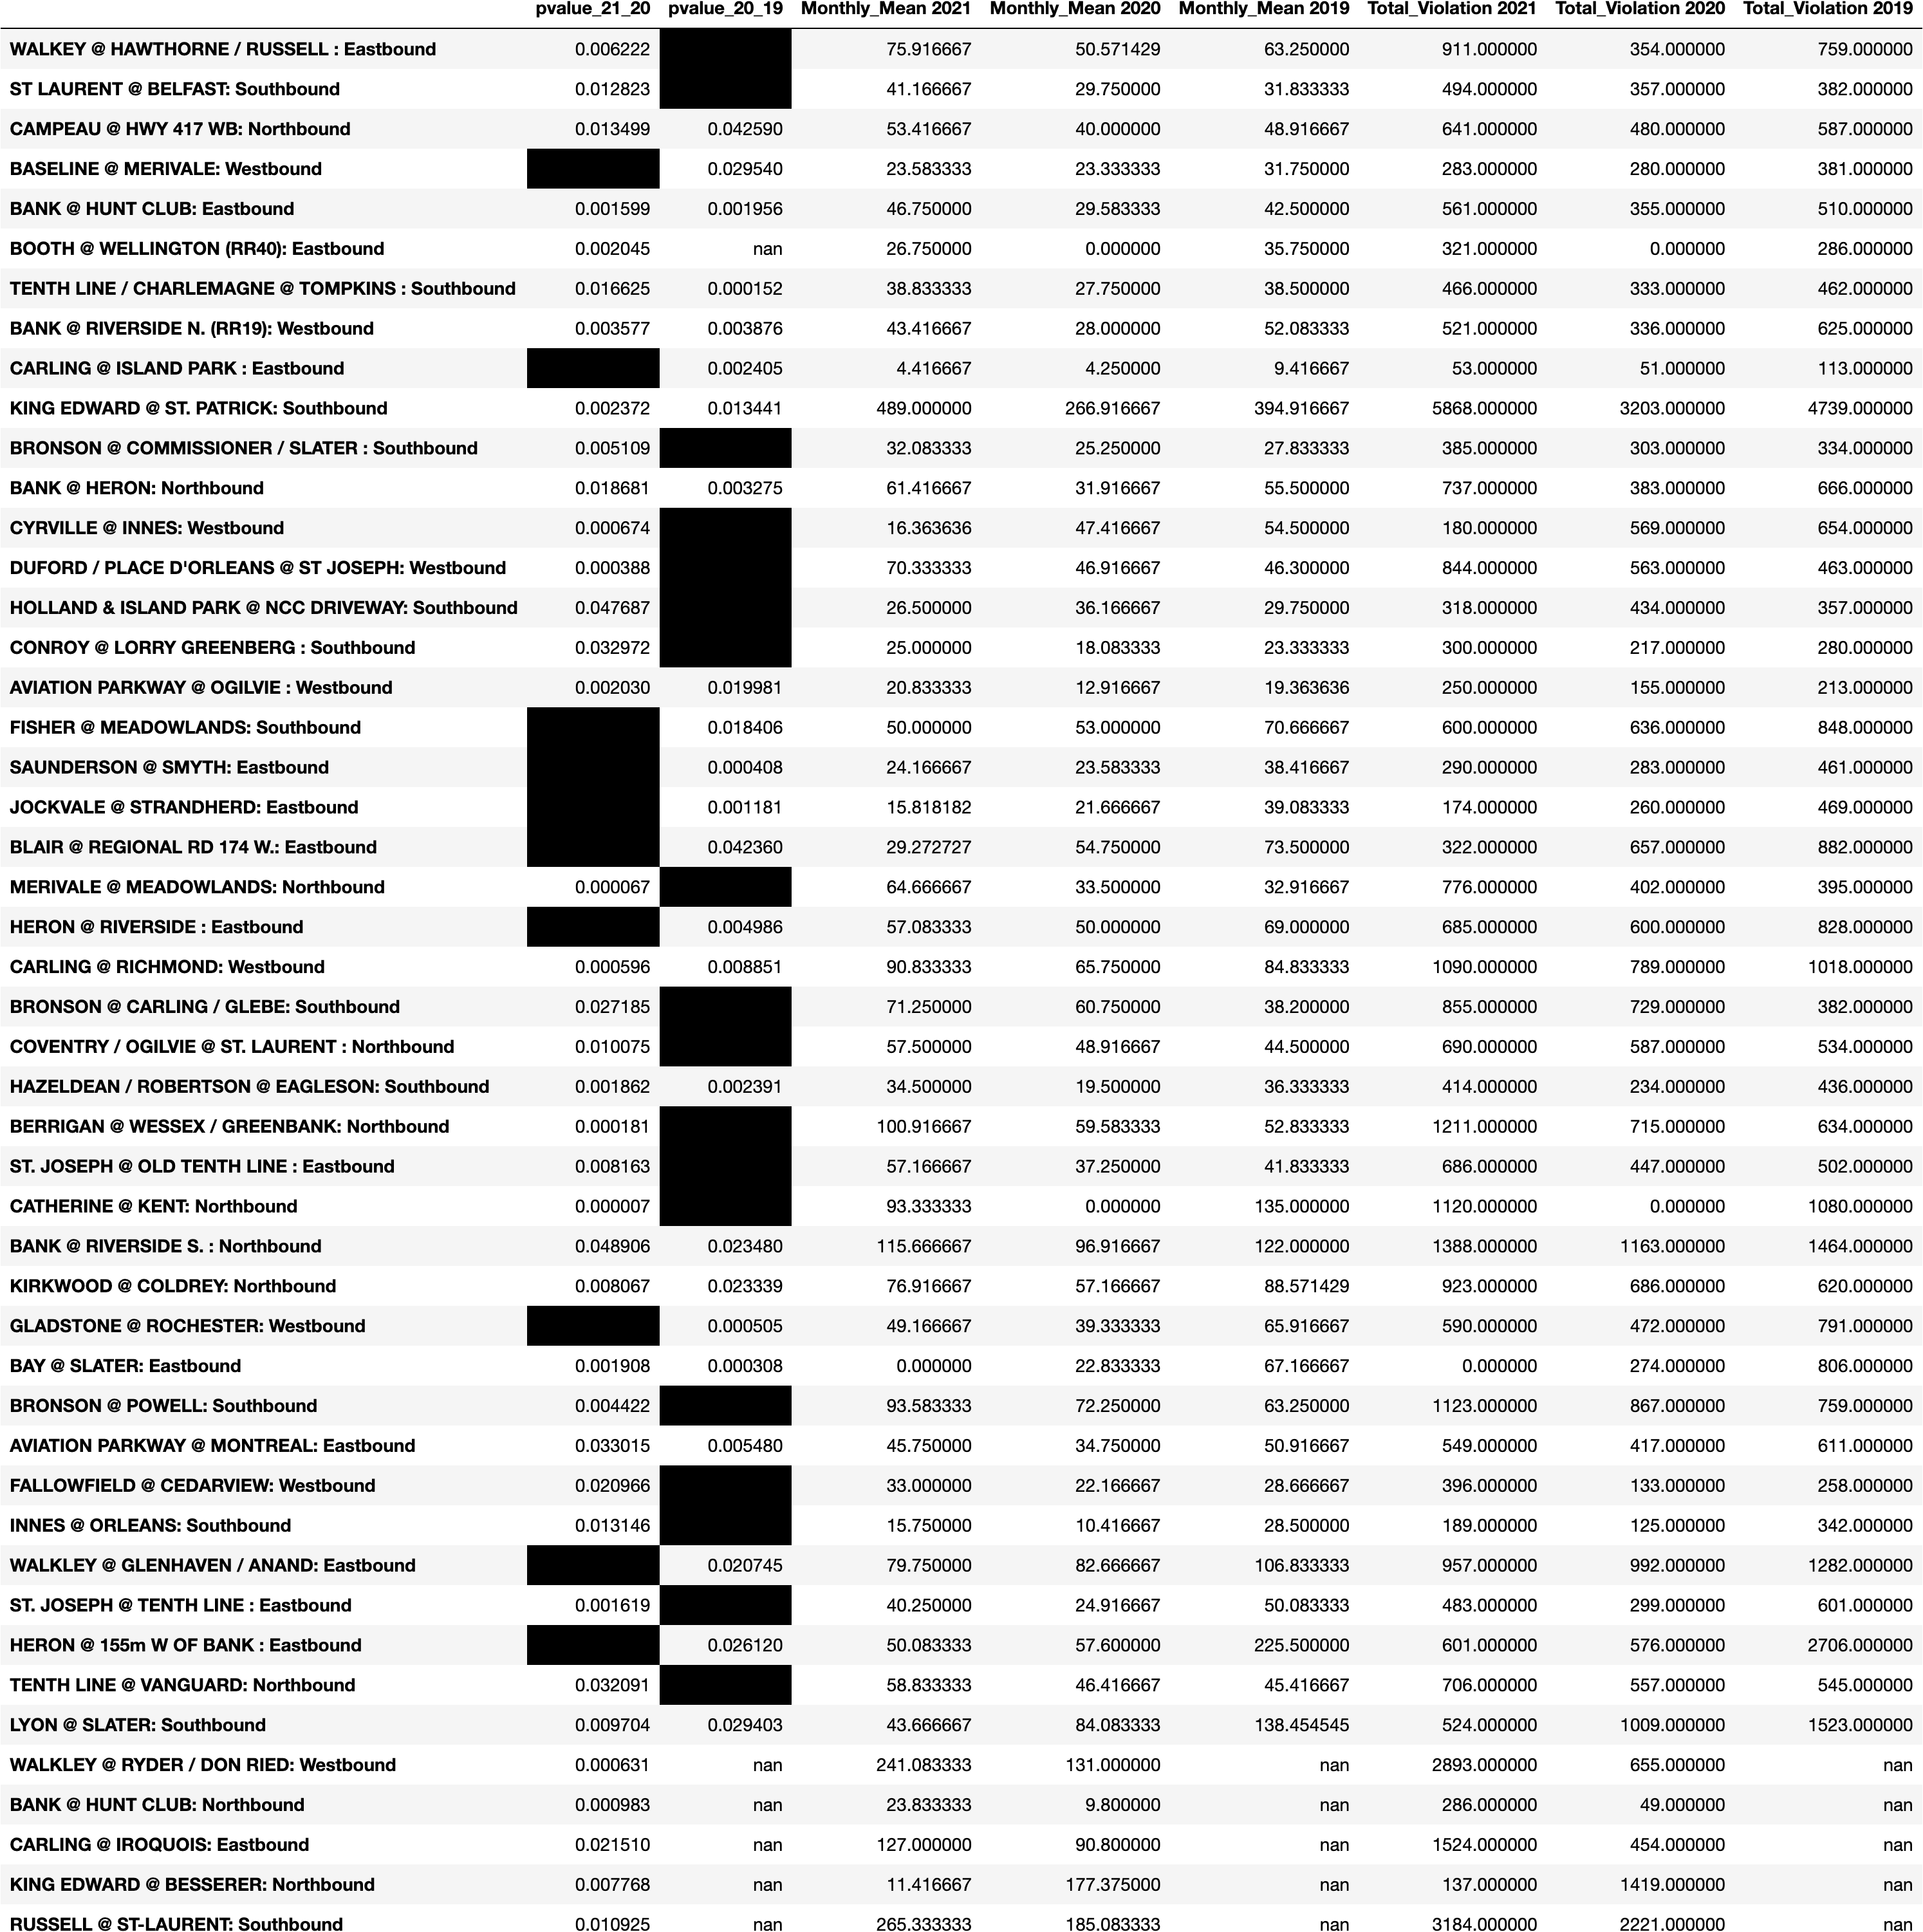 pvalue_21_20 pvalue_20_19 Monthly_Mean 2021 Monthly_Mean 2020 Monthly_Mean 2019 Total_Violation 2021 Total_Violation 2020 Total_Violation 2019
WALKEY @ HAWTHORNE / RUSSELL : Eastbound 0.006222 75.916667 50.571429 63.250000 911.000000 354.000000 759.000000
ST LAURENT @ BELFAST: Southbound 0.012823 41.166667 29.750000 31.833333 494.000000 357.000000 382.000000
CAMPEAU @ HWY 417 WB: Northbound 0.013499 0.042590 53.416667 40.000000 48.916667 641.000000 480.000000 587.000000
BASELINE @ MERIVALE: Westbound 0.029540 23.583333 23.333333 31.750000 283.000000 280.000000 381.000000
BANK @ HUNT CLUB: Eastbound 0.001599 0.001956 46.750000 29.583333 42.500000 561.000000 355.000000 510.000000
BOOTH @ WELLINGTON (RR40): Eastbound 0.002045 nan 26.750000 0.000000 35.750000 321.000000 0.000000 286.000000
TENTH LINE / CHARLEMAGNE @ TOMPKINS : Southbound 0.016625 0.000152 38.833333 27.750000 38.500000 466.000000 333.000000 462.000000
BANK @ RIVERSIDE N. (RR19): Westbound 0.003577 0.003876 43.416667 28.000000 52.083333 521.000000 336.000000 625.000000
CARLING @ ISLAND PARK : Eastbound 0.002405 4.416667 4.250000 9.416667 53.000000 51.000000 113.000000
KING EDWARD @ ST. PATRICK: Southbound 0.002372 0.013441 489.000000 266.916667 394.916667 5868.000000 3203.000000 4739.000000
BRONSON @ COMMISSIONER / SLATER : Southbound 0.005109 32.083333 25.250000 27.833333 385.000000 303.000000 334.000000
BANK @ HERON: Northbound 0.018681 0.003275 61.416667 31.916667 55.500000 737.000000 383.000000 666.000000
CYRVILLE @ INNES: Westbound 0.000674 16.363636 47.416667 54.500000 180.000000 569.000000 654.000000
DUFORD / PLACE D'ORLEANS @ ST JOSEPH: Westbound 0.000388 70.333333 46.916667 46.300000 844.000000 563.000000 463.000000
HOLLAND & ISLAND PARK @ NCC DRIVEWAY: Southbound 0.047687 26.500000 36.166667 29.750000 318.000000 434.000000 357.000000
CONROY @ LORRY GREENBERG : Southbound 0.032972 25.000000 18.083333 23.333333 300.000000 217.000000 280.000000
AVIATION PARKWAY @ OGILVIE : Westbound 0.002030 0.019981 20.833333 12.916667 19.363636 250.000000 155.000000 213.000000
FISHER @ MEADOWLANDS: Southbound 0.018406 50.000000 53.000000 70.666667 600.000000 636.000000 848.000000
SAUNDERSON @ SMYTH: Eastbound 0.000408 24.166667 23.583333 38.416667 290.000000 283.000000 461.000000
JOCKVALE @ STRANDHERD: Eastbound 0.001181 15.818182 21.666667 39.083333 174.000000 260.000000 469.000000
BLAIR @ REGIONAL RD 174 W.: Eastbound 0.042360 29.272727 54.750000 73.500000 322.000000 657.000000 882.000000
MERIVALE @ MEADOWLANDS: Northbound 0.000067 64.666667 33.500000 32.916667 776.000000 402.000000 395.000000
HERON @ RIVERSIDE : Eastbound 0.004986 57.083333 50.000000 69.000000 685.000000 600.000000 828.000000
CARLING @ RICHMOND: Westbound 0.000596 0.008851 90.833333 65.750000 84.833333 1090.000000 789.000000 1018.000000
BRONSON @ CARLING / GLEBE: Southbound 0.027185 71.250000 60.750000 38.200000 855.000000 729.000000 382.000000
COVENTRY / OGILVIE @ ST. LAURENT : Northbound 0.010075 57.500000 48.916667 44.500000 690.000000 587.000000 534.000000
HAZELDEAN / ROBERTSON @ EAGLESON: Southbound 0.001862 0.002391 34.500000 19.500000 36.333333 414.000000 234.000000 436.000000
BERRIGAN @ WESSEX / GREENBANK: Northbound 0.000181 100.916667 59.583333 52.833333 1211.000000 715.000000 634.000000
ST. JOSEPH @ OLD TENTH LINE : Eastbound 0.008163 57.166667 37.250000 41.833333 686.000000 447.000000 502.000000
CATHERINE @ KENT: Northbound 0.000007 93.333333 0.000000 135.000000 1120.000000 0.000000 1080.000000
BANK @ RIVERSIDE S. : Northbound 0.048906 0.023480 115.666667 96.916667 122.000000 1388.000000 1163.000000 1464.000000
KIRKWOOD @ COLDREY: Northbound 0.008067 0.023339 76.916667 57.166667 88.571429 923.000000 686.000000 620.000000
GLADSTONE @ ROCHESTER: Westbound 0.000505 49.166667 39.333333 65.916667 590.000000 472.000000 791.000000
BAY @ SLATER: Eastbound 0.001908 0.000308 0.000000 22.833333 67.166667 0.000000 274.000000 806.000000
BRONSON @ POWELL: Southbound 0.004422 93.583333 72.250000 63.250000 1123.000000 867.000000 759.000000
AVIATION PARKWAY @ MONTREAL: Eastbound 0.033015 0.005480 45.750000 34.750000 50.916667 549.000000 417.000000 611.000000
FALLOWFIELD @ CEDARVIEW: Westbound 0.020966 33.000000 22.166667 28.666667 396.000000 133.000000 258.000000
INNES @ ORLEANS: Southbound 0.013146 15.750000 10.416667 28.500000 189.000000 125.000000 342.000000
WALKLEY @ GLENHAVEN / ANAND: Eastbound 0.020745 79.750000 82.666667 106.833333 957.000000 992.000000 1282.000000
ST. JOSEPH @ TENTH LINE : Eastbound 0.001619 40.250000 24.916667 50.083333 483.000000 299.000000 601.000000
HERON @ 155m W OF BANK : Eastbound 0.026120 50.083333 57.600000 225.500000 601.000000 576.000000 2706.000000
TENTH LINE @ VANGUARD: Northbound 0.032091 58.833333 46.416667 45.416667 706.000000 557.000000 545.000000
LYON @ SLATER: Southbound 0.009704 0.029403 43.666667 84.083333 138.454545 524.000000 1009.000000 1523.000000
WALKLEY @ RYDER / DON RIED: Westbound 0.000631 nan 241.083333 131.000000 nan 2893.000000 655.000000 nan
BANK @ HUNT CLUB: Northbound 0.000983 nan 23.833333 9.800000 nan 286.000000 49.000000 nan
CARLING @ IROQUOIS: Eastbound 0.021510 nan 127.000000 90.800000 nan 1524.000000 454.000000 nan
KING EDWARD @ BESSERER: Northbound 0.007768 nan 11.416667 177.375000 nan 137.000000 1419.000000 nan
RUSSELL @ ST-LAURENT: Southbound 0.010925 nan 265.333333 185.083333 nan 3184.000000 2221.000000 nan